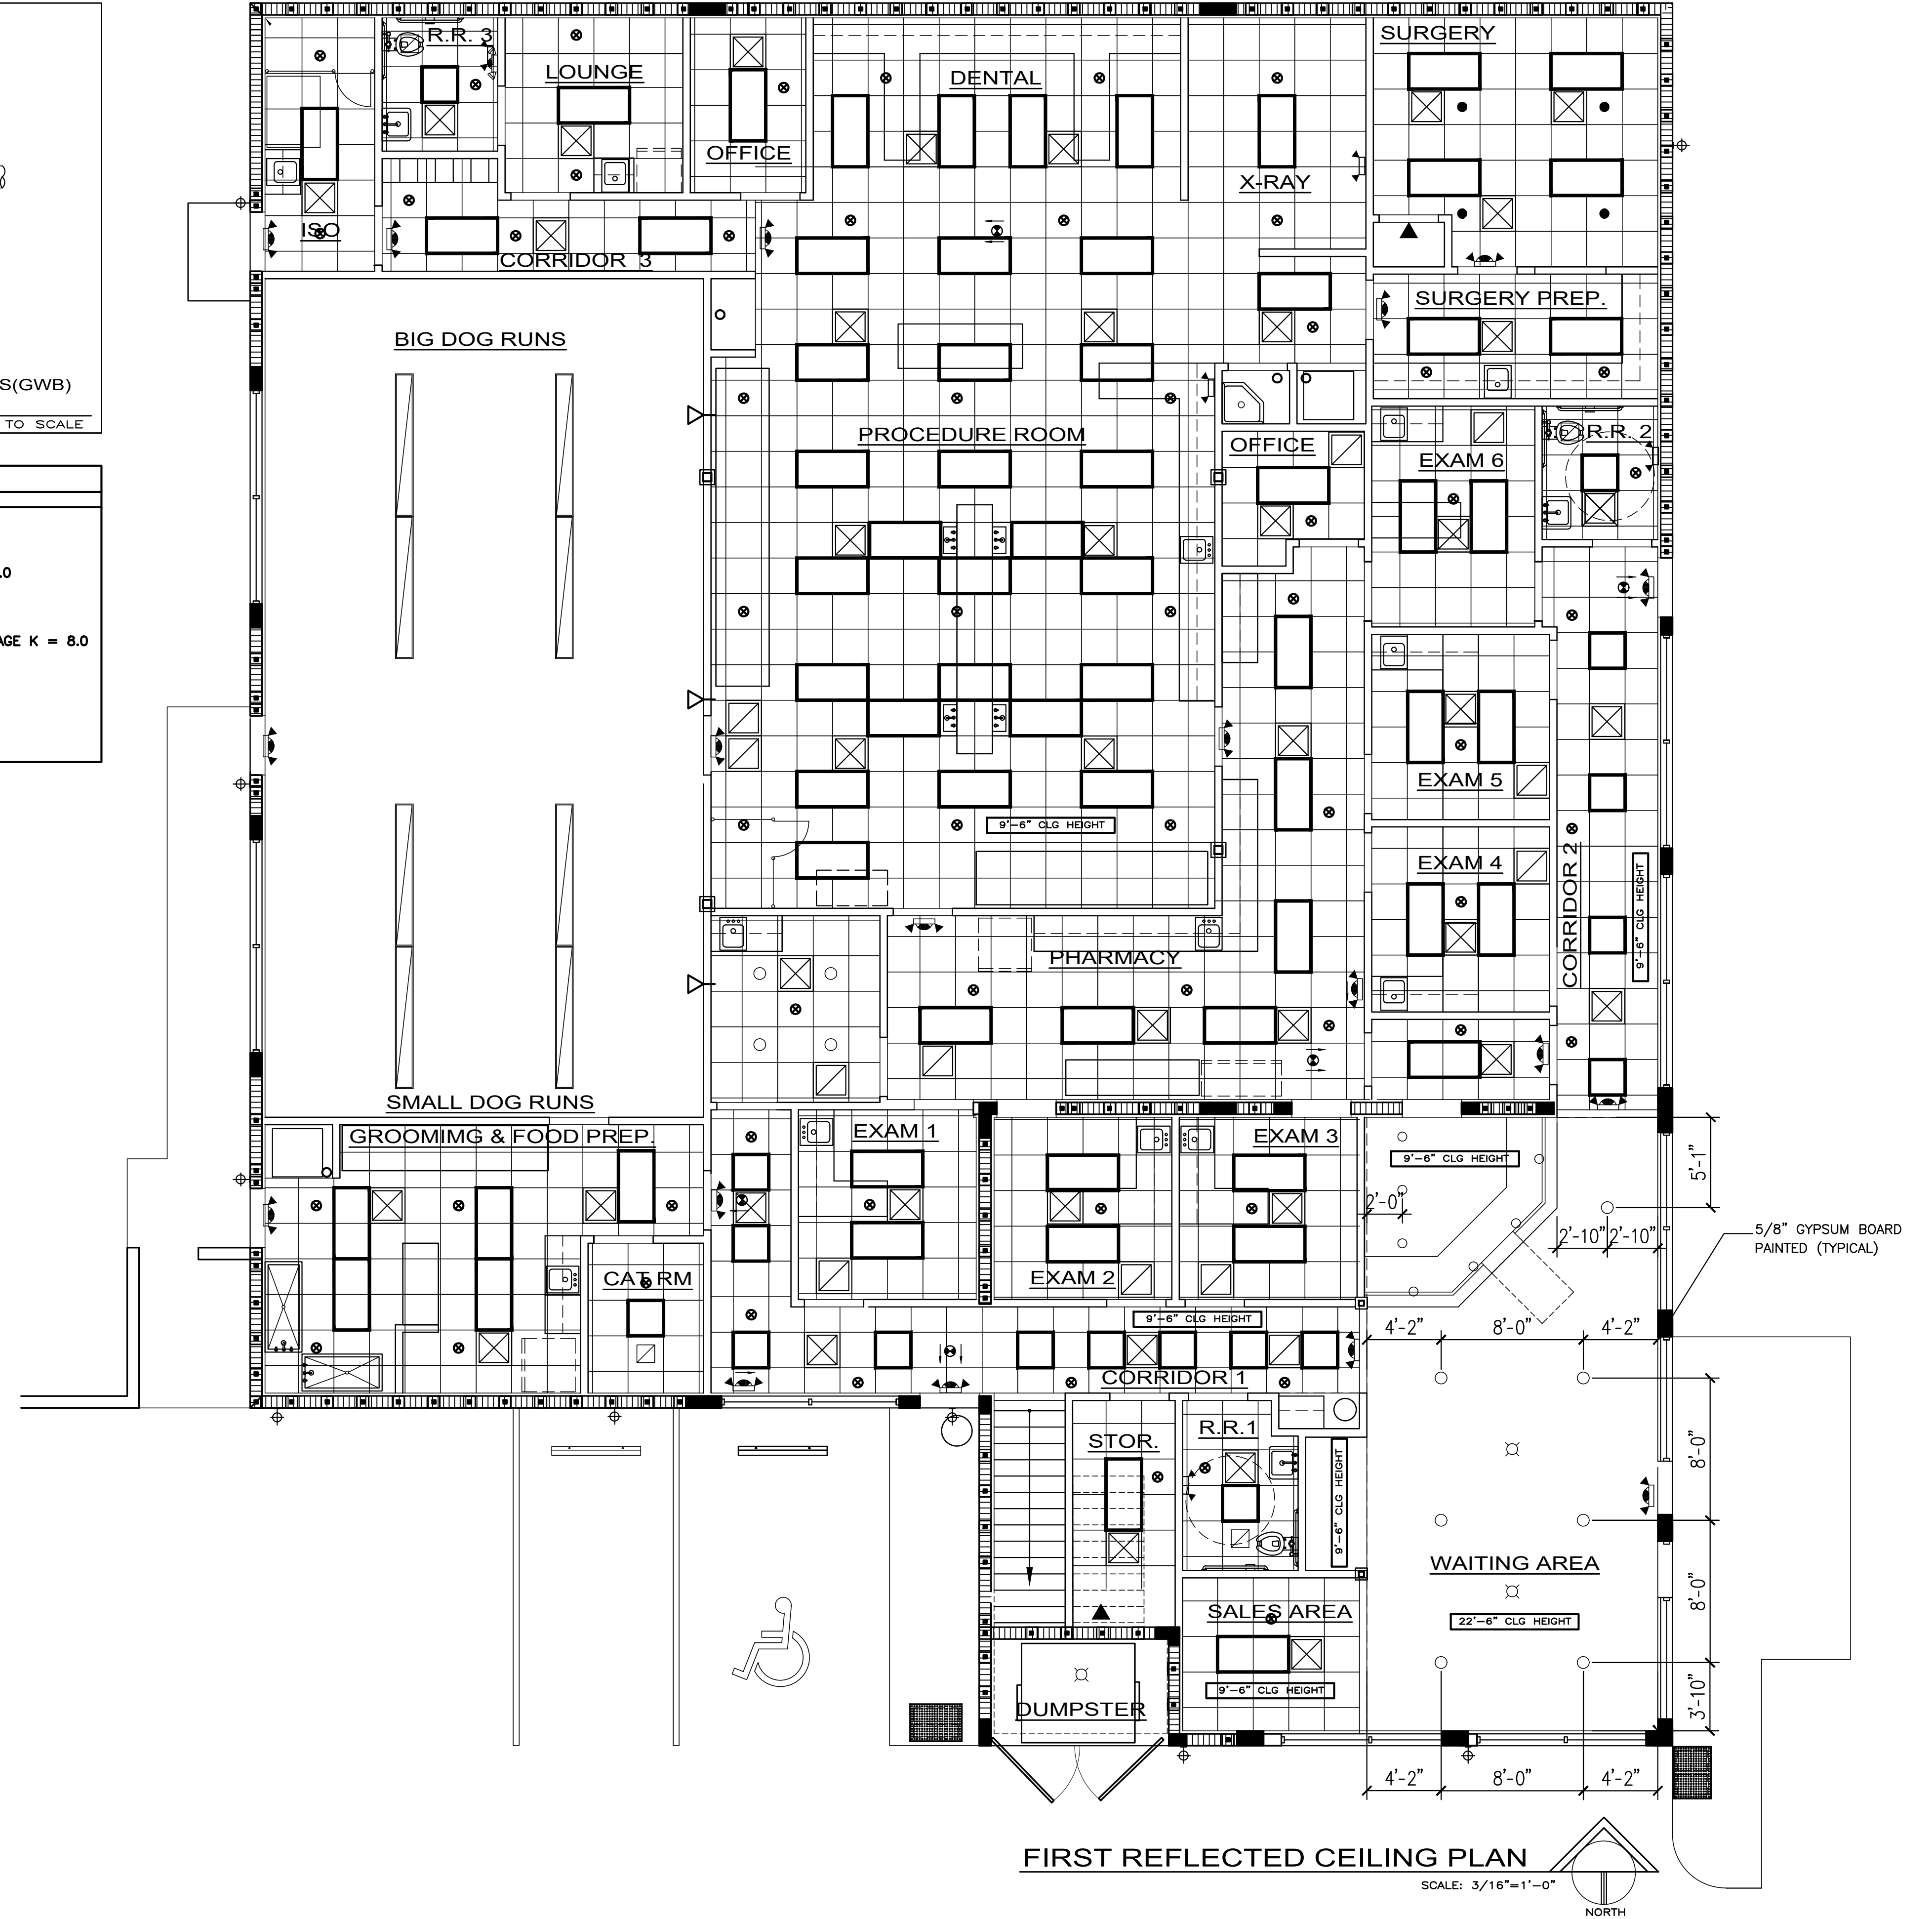 S(GWB)
TO SCALE
.0
AGE K = 8.0
R.R. 3
LOUNGE
OFFICE
DENTAL
X-RAY
SURGERY
ISO
CORRIDOR 3
SURGERY PREP.
BIG DOG RUNS
PROCEDURE ROOM
OFFICE
EXAM 6
R.R. 2
EXAM 5
9'-6" CLG HEIGHT
EXAM 4
CORRIDOR 2
9'-6" CLG HEIGHT
PHARMACY
SMALL DOG RUNS
GROOMIMG & FOOD PREP.
EXAM 1
EXAM 3
9'-6" CLG HEIGHT
5'-1"
2'-0"
2'-10"
2'-10"
5/8" GYPSUM BOARD
PAINTED (TYPICAL)
CAT RM
EXAM 2
9'-6" CLG HEIGHT
4'-2"
8'-0"
4'-2"
CORRIDOR 1
STOR.
R.R.1
9'-6" CLG HEIGHT
8'-0"
WAITING AREA
8'-0"
SALES AREA
22'-6" CLG HEIGHT
9'-6" CLG HEIGHT
3'-10"
DUMPSTER
4'-2"
8'-0"
4'-2"
FIRST REFLECTED CEILING PLAN
SCALE: 3/16"=1'-0"
NORTH